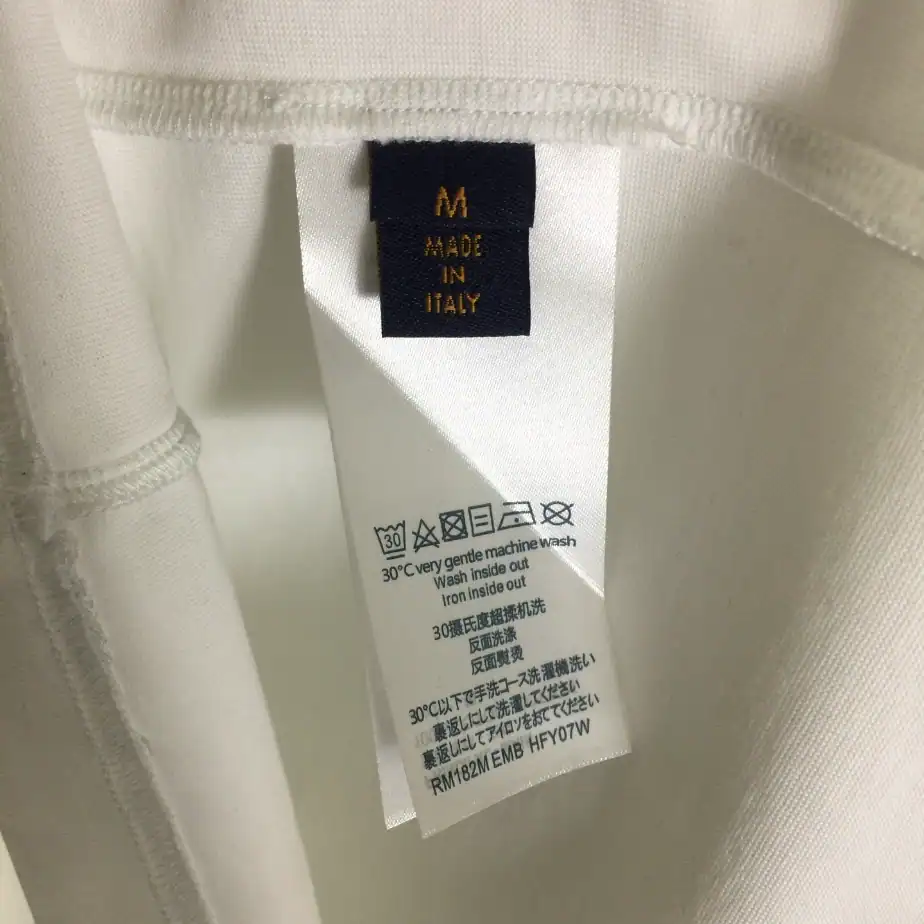 M
MADE
IN
ITALY
30
30°C very gentle machine wash
Wash inside out
Iron inside out
30摄氏度超揉机洗
反面洗涤
反面熨烫
30°C以下で手洗コース洗濯機洗い
裏返しにして洗濯してください
裏返しにしてアイロンをおててください
RM182M EMB HFY07W